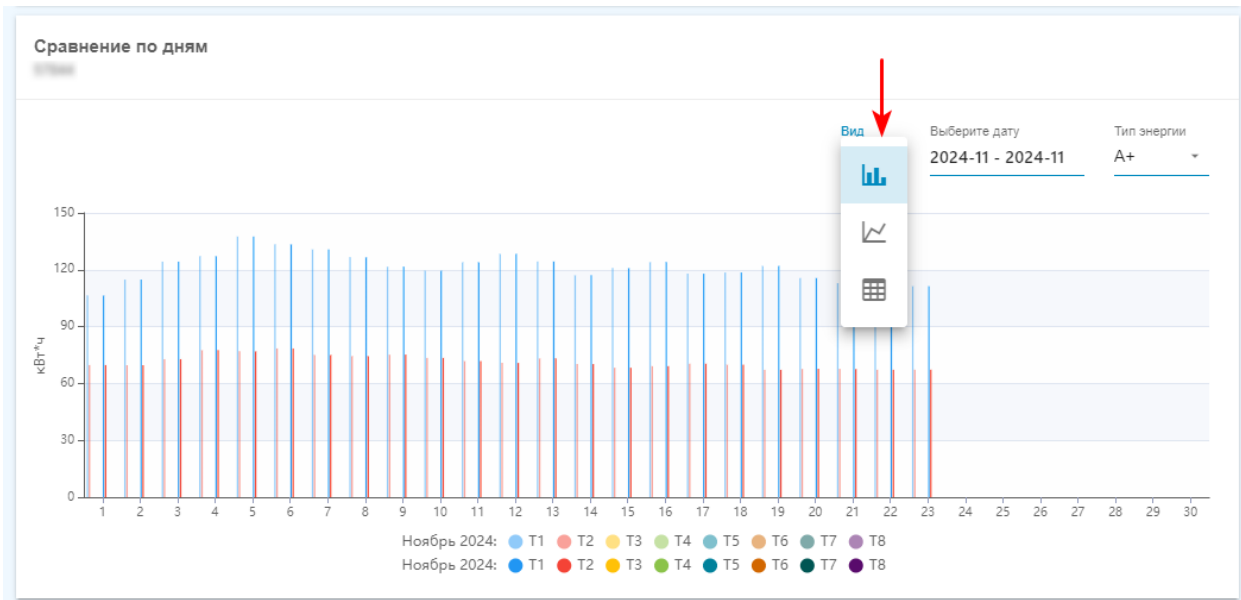 Сравнение по дням
Вид
Выберите дату
Тип энергии
2024-11 - 2024-11
A+
150
120
90
60
30
0
кВт*ч
1 2 3 4 5 6 7 8 9 10 11 12 13 14 15 16 17 18 19 20 21 22 23 24 25 26 27 28 29 30
Ноябрь 2024: T1 T2 T3 T4 T5 T6 T7 T8
Ноябрь 2024: T1 T2 T3 T4 T5 T6 T7 T8